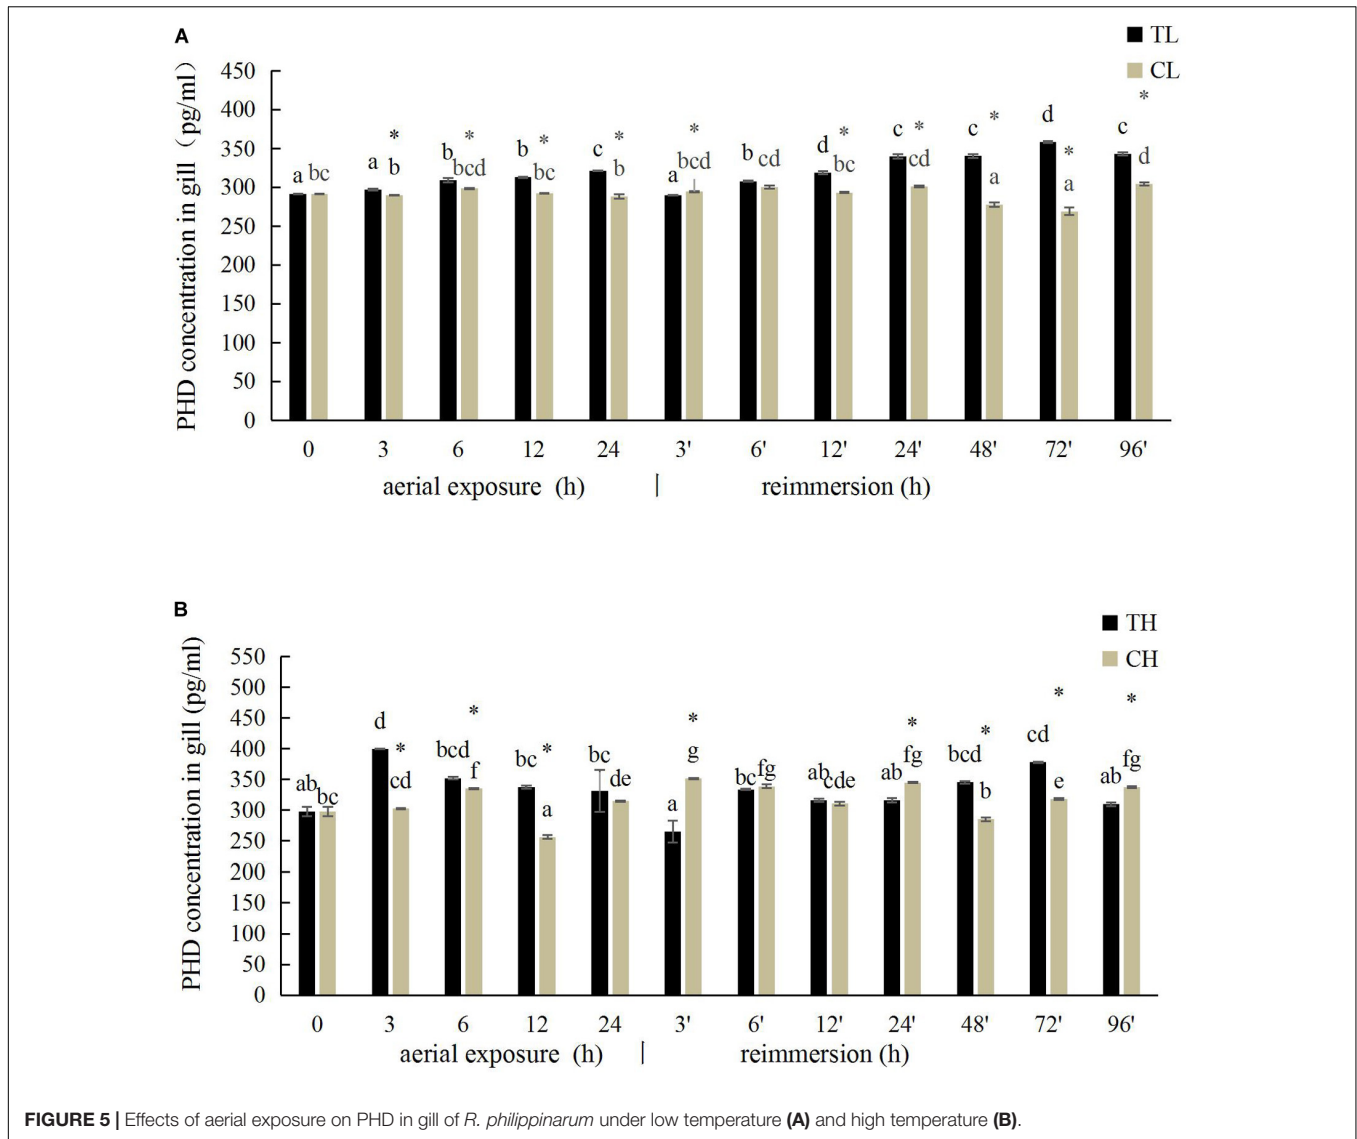 A
TL
CL
PHD concentration in gill (pg/ml)
450
400
350
300
250
200
150
100
50
0
a bc
a * b
b * bcd
b * bc
c * b
a * bcd
b cd
d * bc
c * cd
c * a
d * a
c * d
0 3 6 12 24 3' 6' 12' 24' 48' 72' 96'
aerial exposure (h) | reimmersion (h)
B
TH
CH
PHD concentration in gill (pg/ml)
550
500
450
400
350
300
250
200
150
100
50
0
ab bc
d * cd
bcd * f
bc * a
bc de
a * g
bc fg
ab cde
ab * fg
bcd * b
cd * e
ab * fg
0 3 6 12 24 3' 6' 12' 24' 48' 72' 96'
aerial exposure (h) | reimmersion (h)
FIGURE 5 | Effects of aerial exposure on PHD in gill of R. philippinarum under low temperature (A) and high temperature (B).